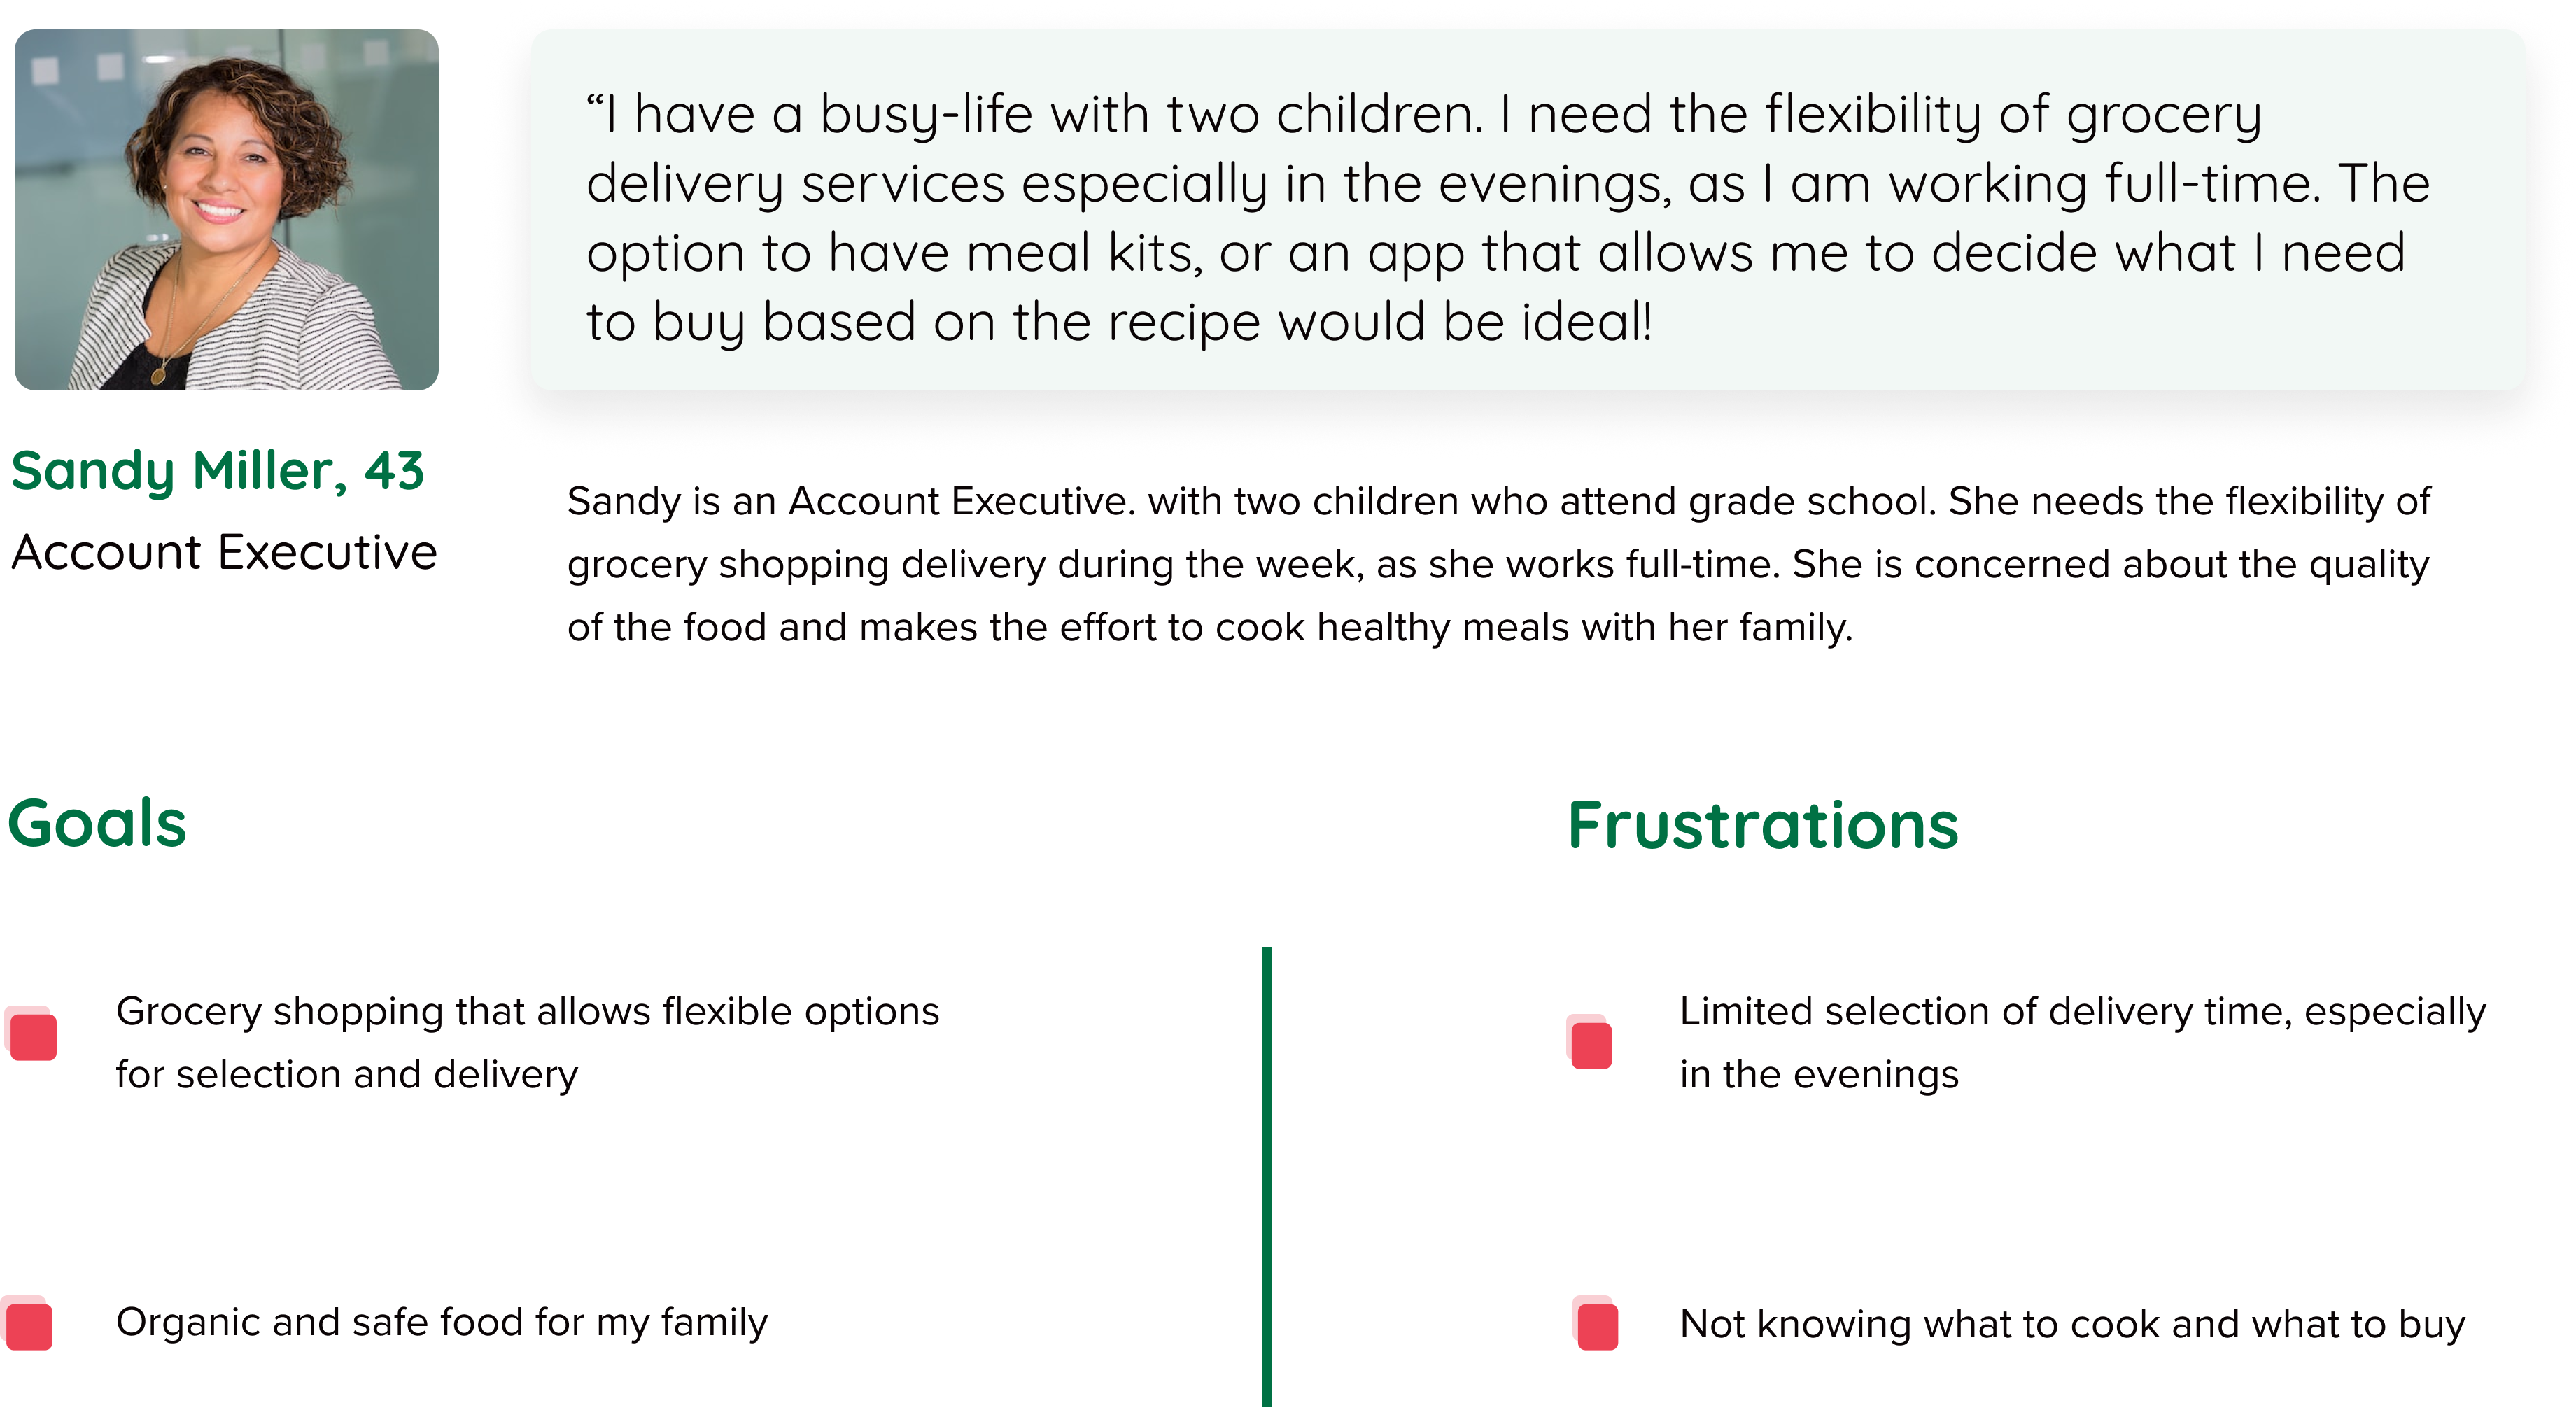 “I have a busy-life with two children. I need the flexibility of grocery
delivery services especially in the evenings, as I am working full-time. The
option to have meal kits, or an app that allows me to decide what I need
to buy based on the recipe would be ideal!
Sandy Miller, 43
Account Executive
Sandy is an Account Executive. with two children who attend grade school. She needs the flexibility of
grocery shopping delivery during the week, as she works full-time. She is concerned about the quality
of the food and makes the effort to cook healthy meals with her family.
Goals
Grocery shopping that allows flexible options
for selection and delivery
Organic and safe food for my family
Frustrations
Limited selection of delivery time, especially
in the evenings
Not knowing what to cook and what to buy